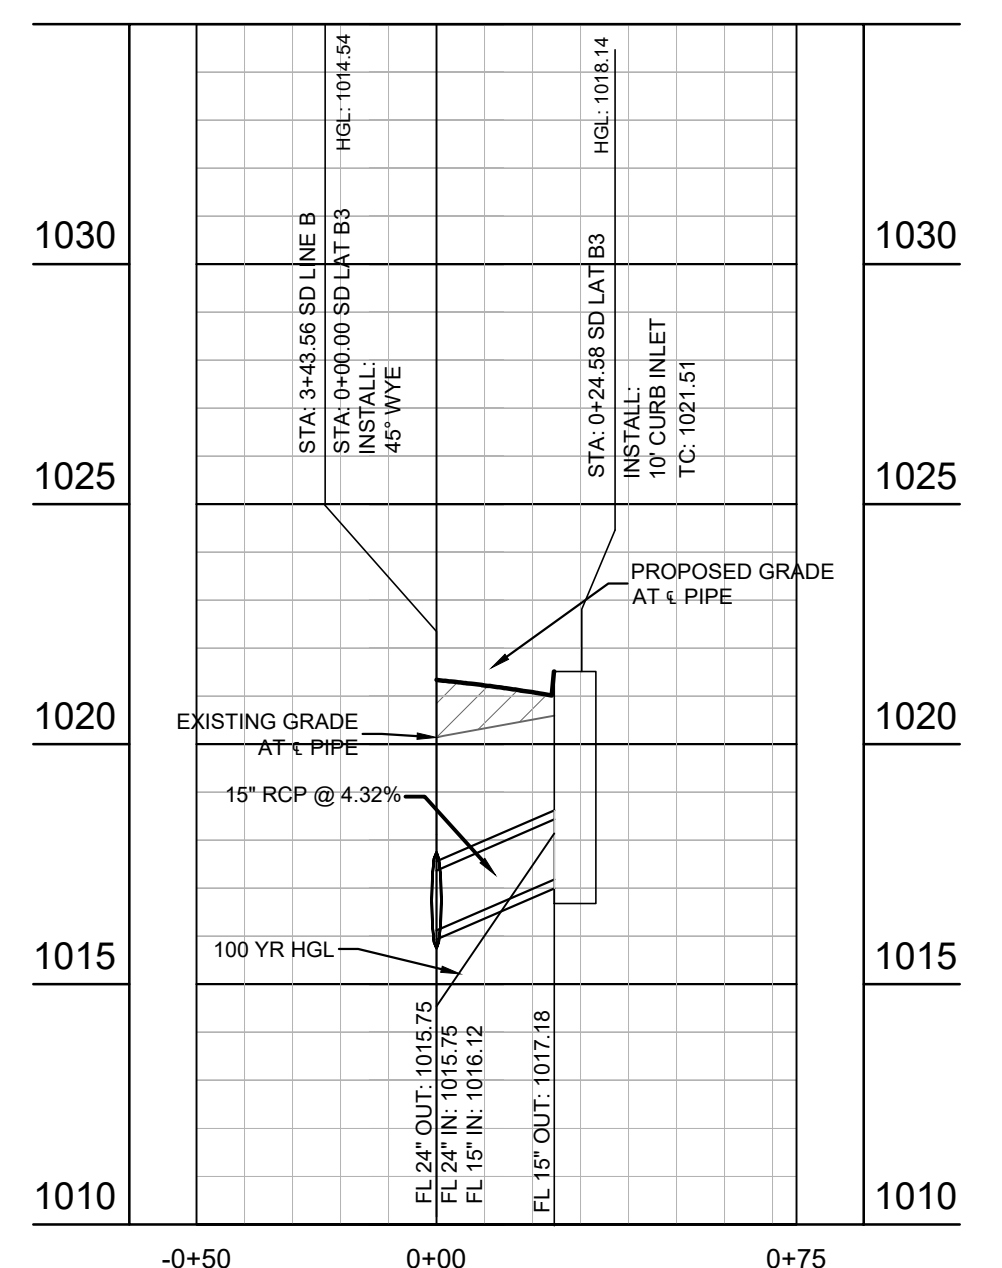 HGL: 1014.54
HGL: 1018.14
1030
1030
STA: 3+43.56 SD LINE B
STA: 0+00.00 SD LAT B3
INSTALL:
45° WYE
STA: 0+24.58 SD LAT B3
INSTALL:
10' CURB INLET
TC: 1021.51
1025
1025
PROPOSED GRADE
AT ℄ PIPE
1020
1020
EXISTING GRADE
AT ℄ PIPE
15" RCP @ 4.32%
1015
1015
100 YR HGL
FL 24" OUT: 1015.75
FL 24" IN: 1015.75
FL 15" IN: 1016.12
FL 15" OUT: 1017.18
1010
1010
-0+50
0+00
0+75